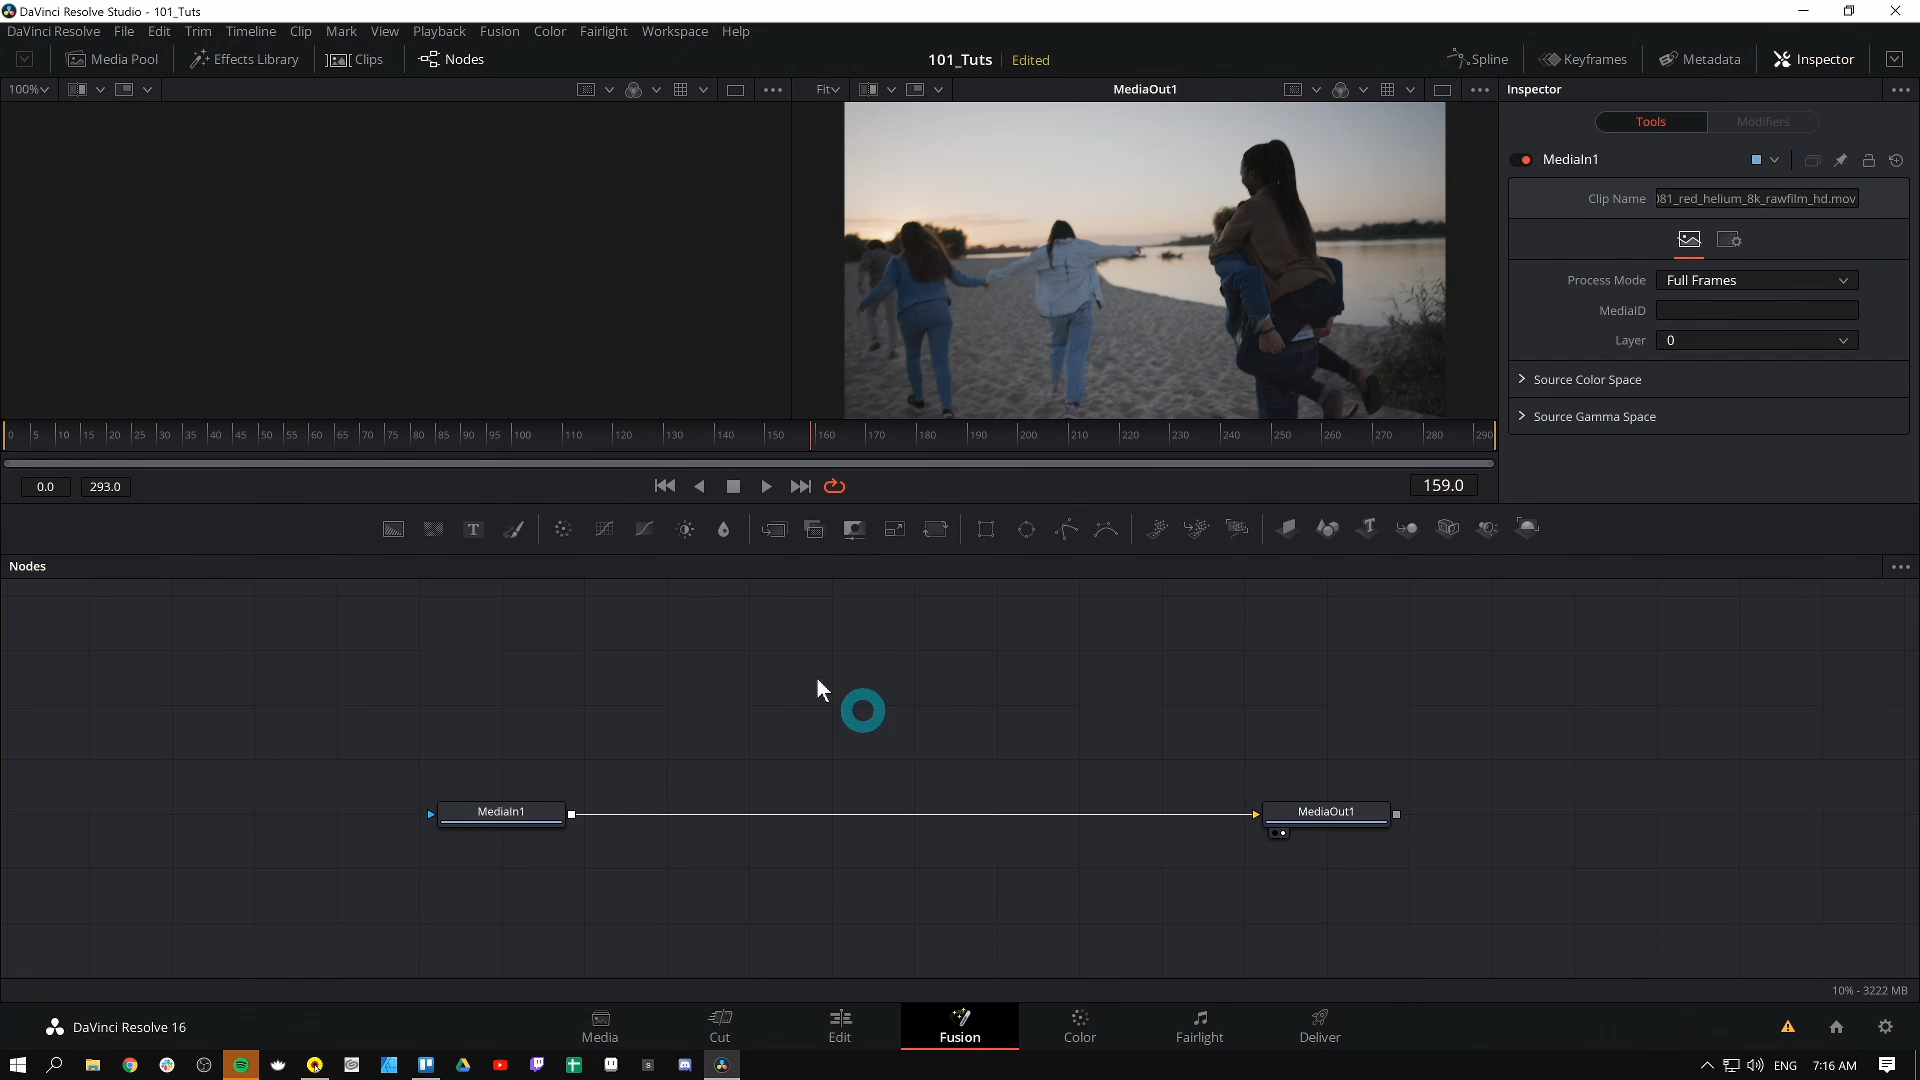 DaVinci Resolve Studio - 101_Tuts
DaVinci Resolve File Edit Trim Timeline Clip Mark View Playback Fusion Color Fairlight Workspace Help
Media Pool Effects Library Clips Nodes 101_Tuts Edited Spline Keyframes Metadata Inspector
100% Fit MediaOut1 Inspector
Tools Modifiers
MediaIn1
Clip Name )81_red_helium_8k_rawfilm_hd.mov
Process Mode Full Frames
MediaID
Layer 0
Source Color Space
Source Gamma Space
0 5 10 15 20 25 30 35 40 45 50 55 60 65 70 75 80 85 90 95 100 110 120 130 140 150 160 170 180 190 200 210 220 230 240 250 260 270 280 290
0.0 293.0 159.0
T T
Nodes
MediaIn1 MediaOut1
10% - 3222 MB
DaVinci Resolve 16 Media Cut Edit Fusion Color Fairlight Deliver
ENG 7:16 AM